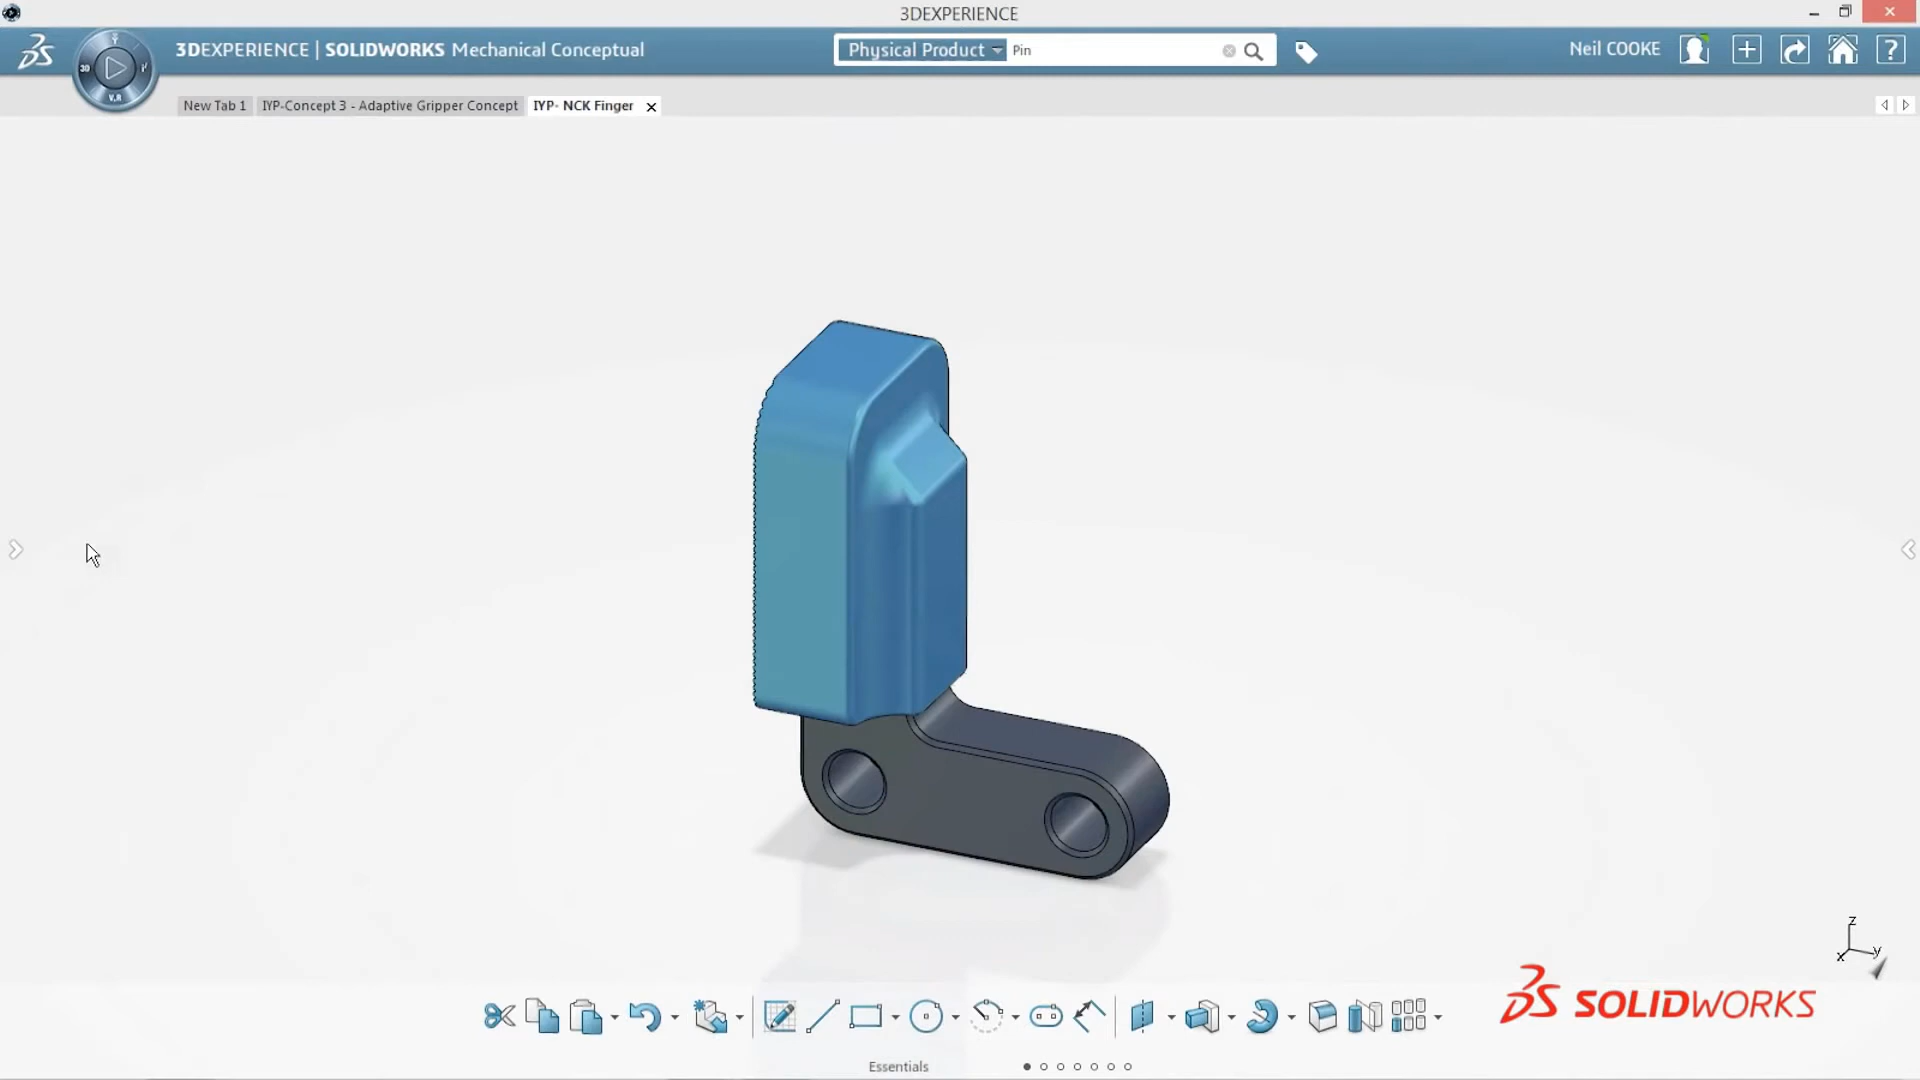 3DEXPERIENCE
3DEXPERIENCE | SOLIDWORKS Mechanical Conceptual
Physical Product Pin
Neil COOKE
3D
V.R
New Tab 1 IYP-Concept 3 - Adaptive Gripper Concept IYP- NCK Finger
z
x y
SOLIDWORKS
Essentials